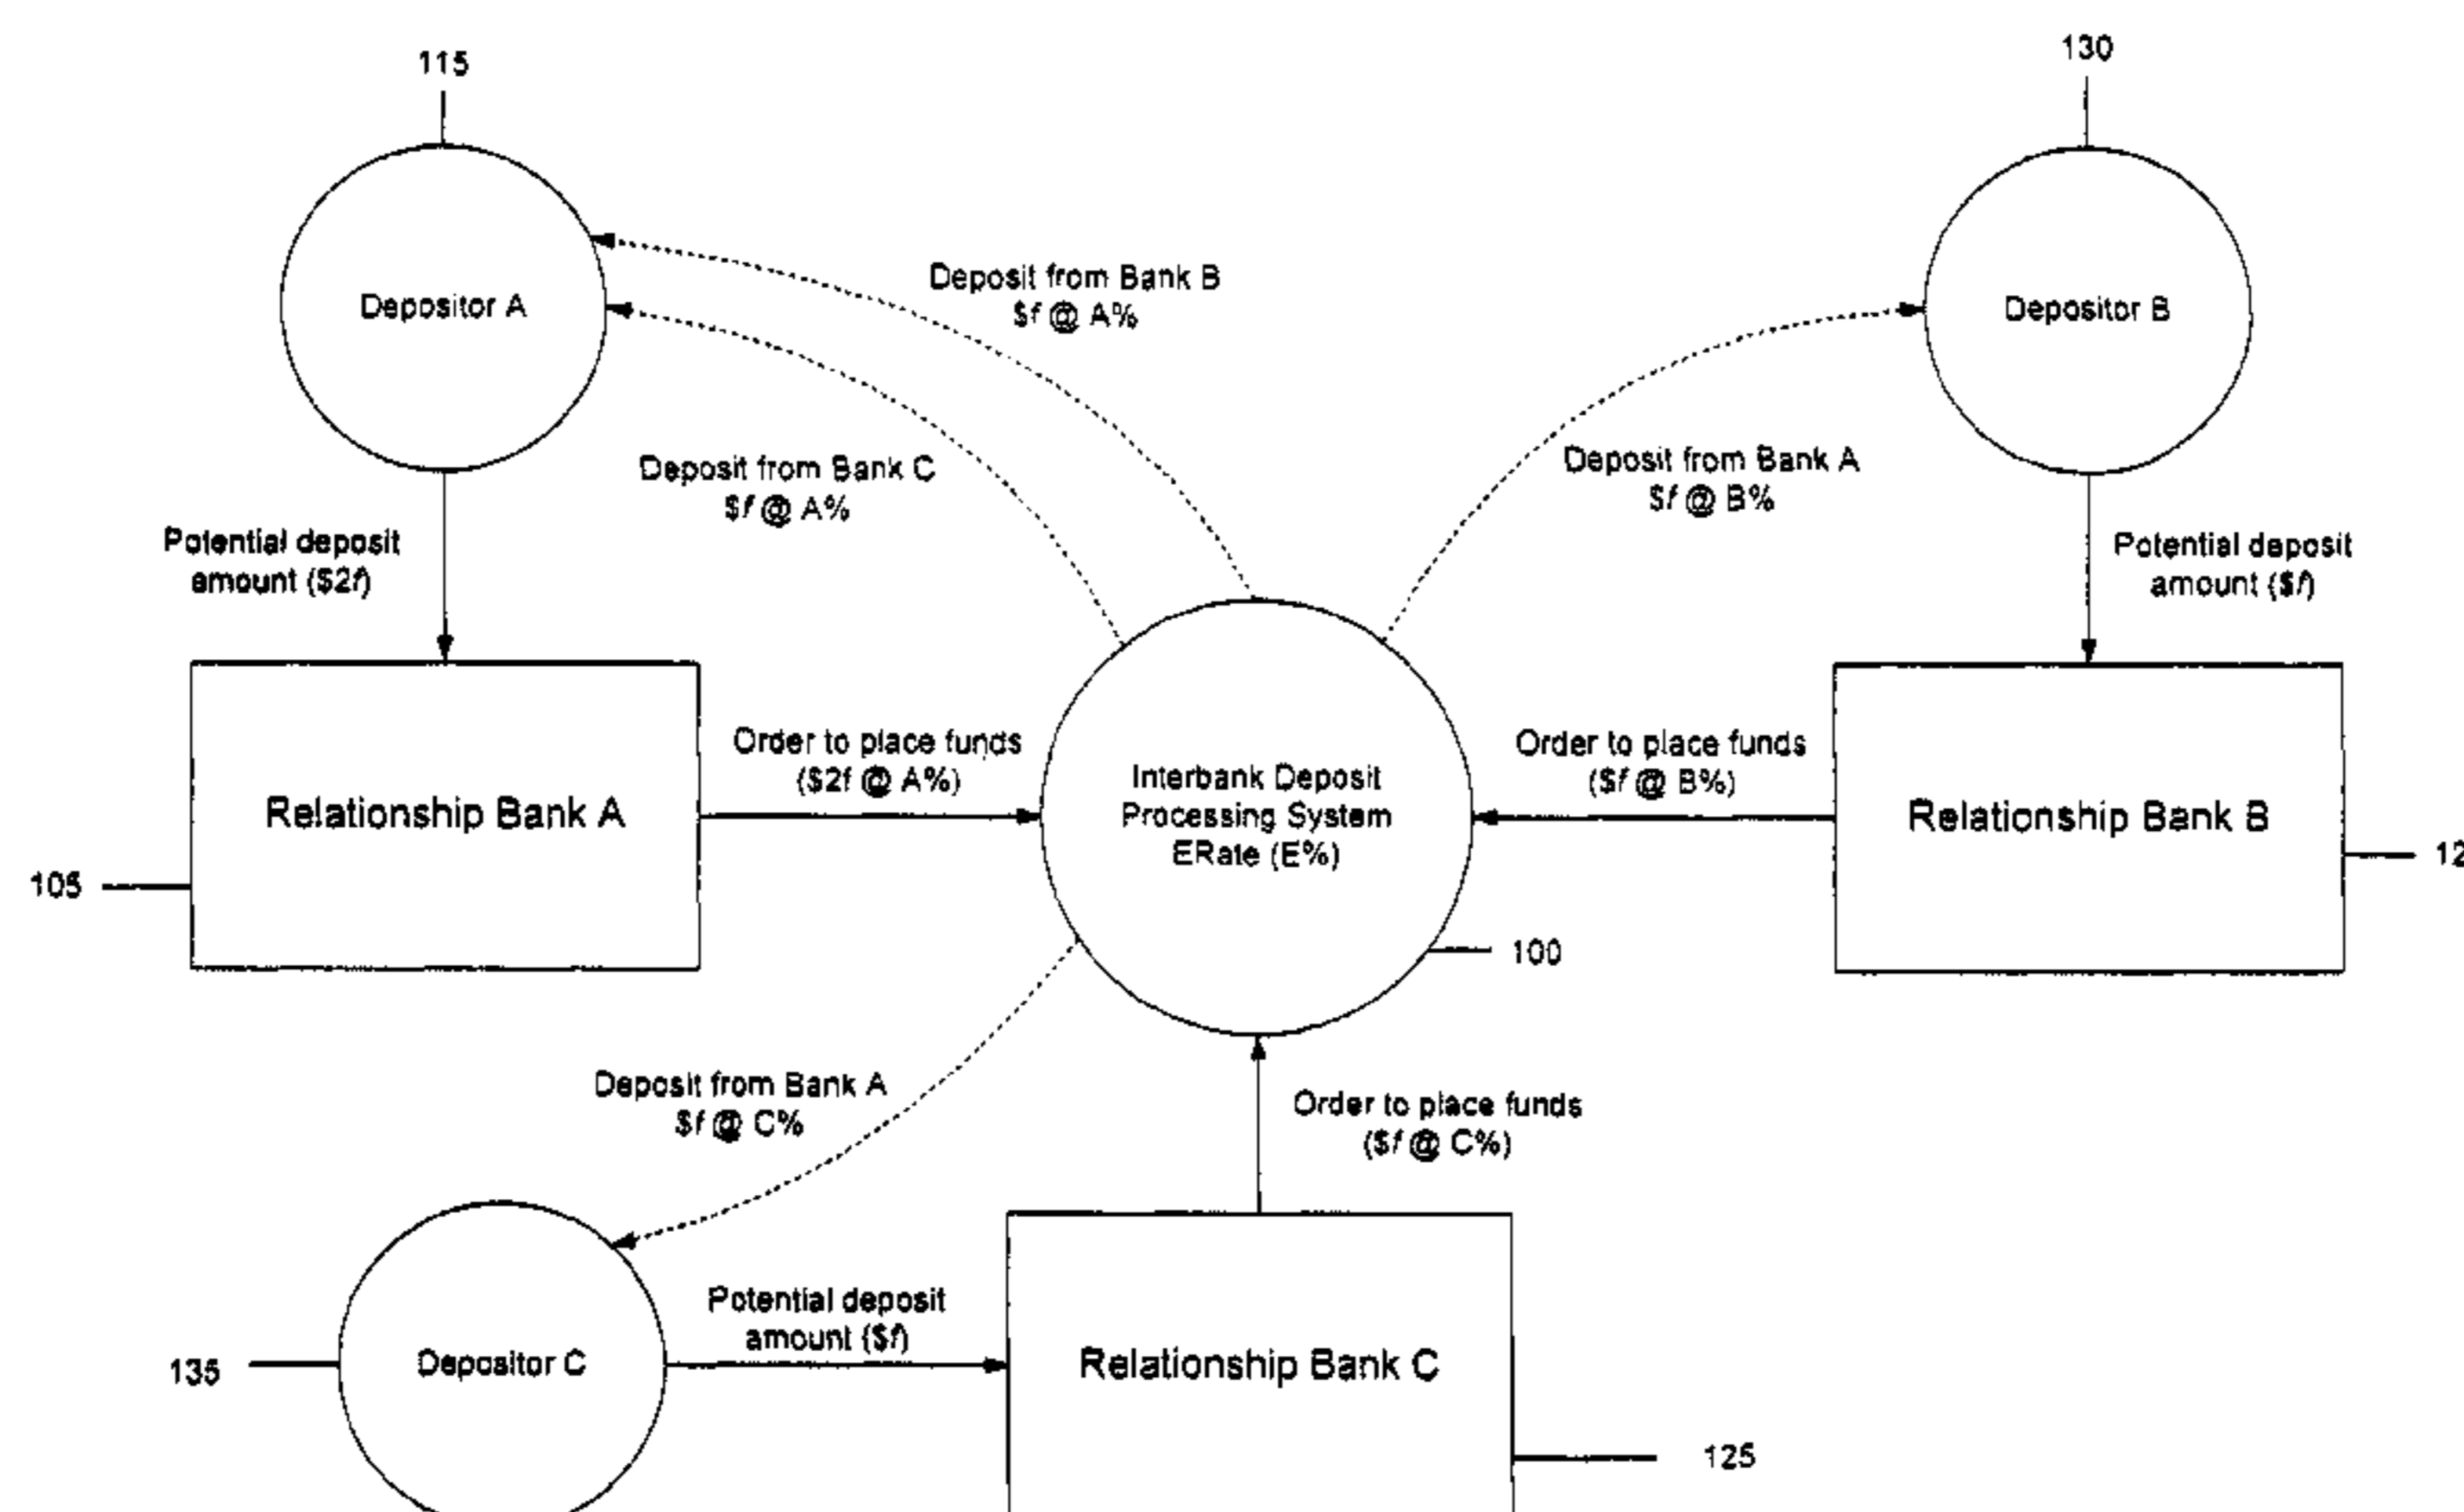 115
130
Depositor A
Deposit from Bank B
$f @ A%
Depositor B
Deposit from Bank C
$f @ A%
Deposit from Bank A
$f @ B%
Potential deposit
amount ($2f)
Potential deposit
amount ($f)
Order to place funds
($2f @ A%)
Order to place funds
($f @ B%)
Relationship Bank A
Interbank Deposit
Processing System
ERate (E%)
Relationship Bank B
105
100
Deposit from Bank A
$f @ C%
Order to place funds
($f @ C%)
Potential deposit
amount ($f)
135
Depositor C
Relationship Bank C
125